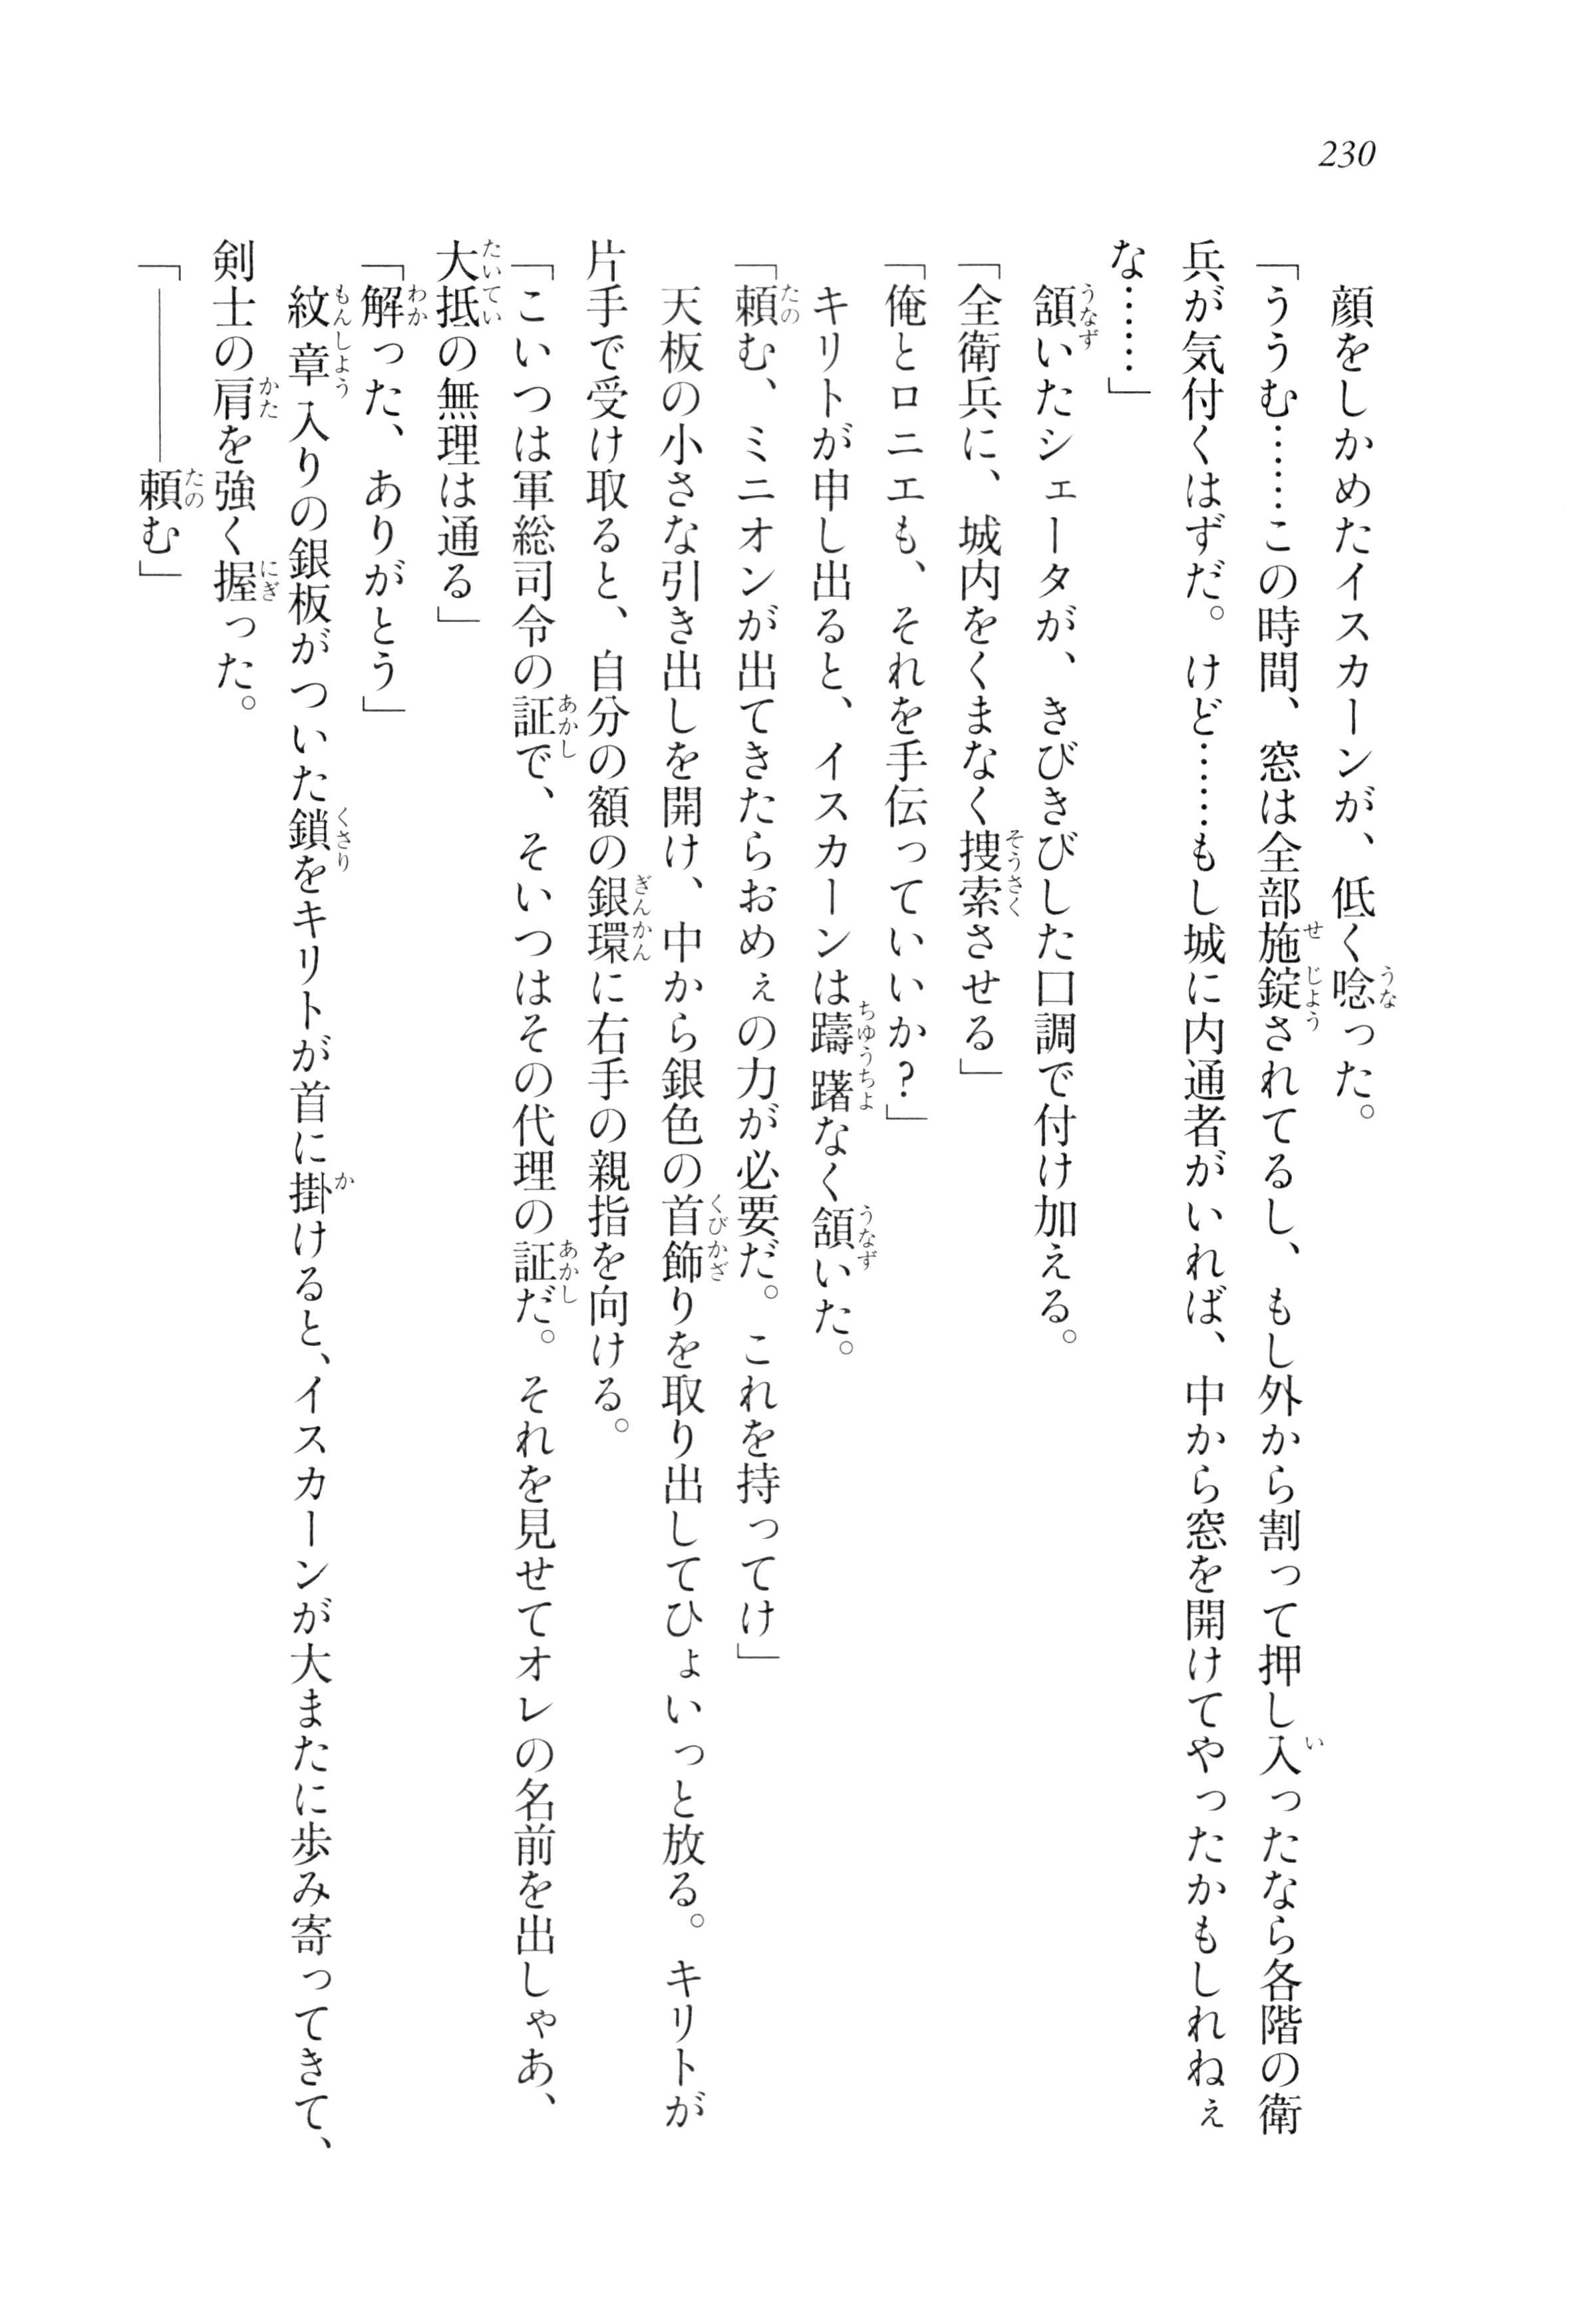 230
顔をしかめたイスカーンが、低く唸った。
「ううむ……この時間、窓は全部施錠されてるし、もし外から割って押し入ったなら各階の衛
兵が気付くはずだ。けど……もし城に内通者がいれば、中から窓を開けてやったかもしれねぇ
な……」
頷いたシェータが、きびきびした口調で付け加える。
「全衛兵に、城内をくまなく捜索させる」
「俺とロニエも、それを手伝っていいか?」
キリトが申し出ると、イスカーンは躊躇なく頷いた。
「頼む、ミニオンが出てきたらおめぇの力が必要だ。これを持ってけ」
天板の小さな引き出しを開け、中から銀色の首飾りを取り出してひょいっと放る。キリトが
片手で受け取ると、自分の額の銀環に右手の親指を向ける。
「こいつは軍総司令の証で、そいつはその代理の証だ。それを見せてオレの名前を出しゃあ、
大抵の無理は通る」
「解った、ありがとう」
紋章入りの銀板がついた鎖をキリトが首に掛けると、イスカーンが大またに歩み寄ってきて、
剣士の肩を強く握った。
「――――頼む」